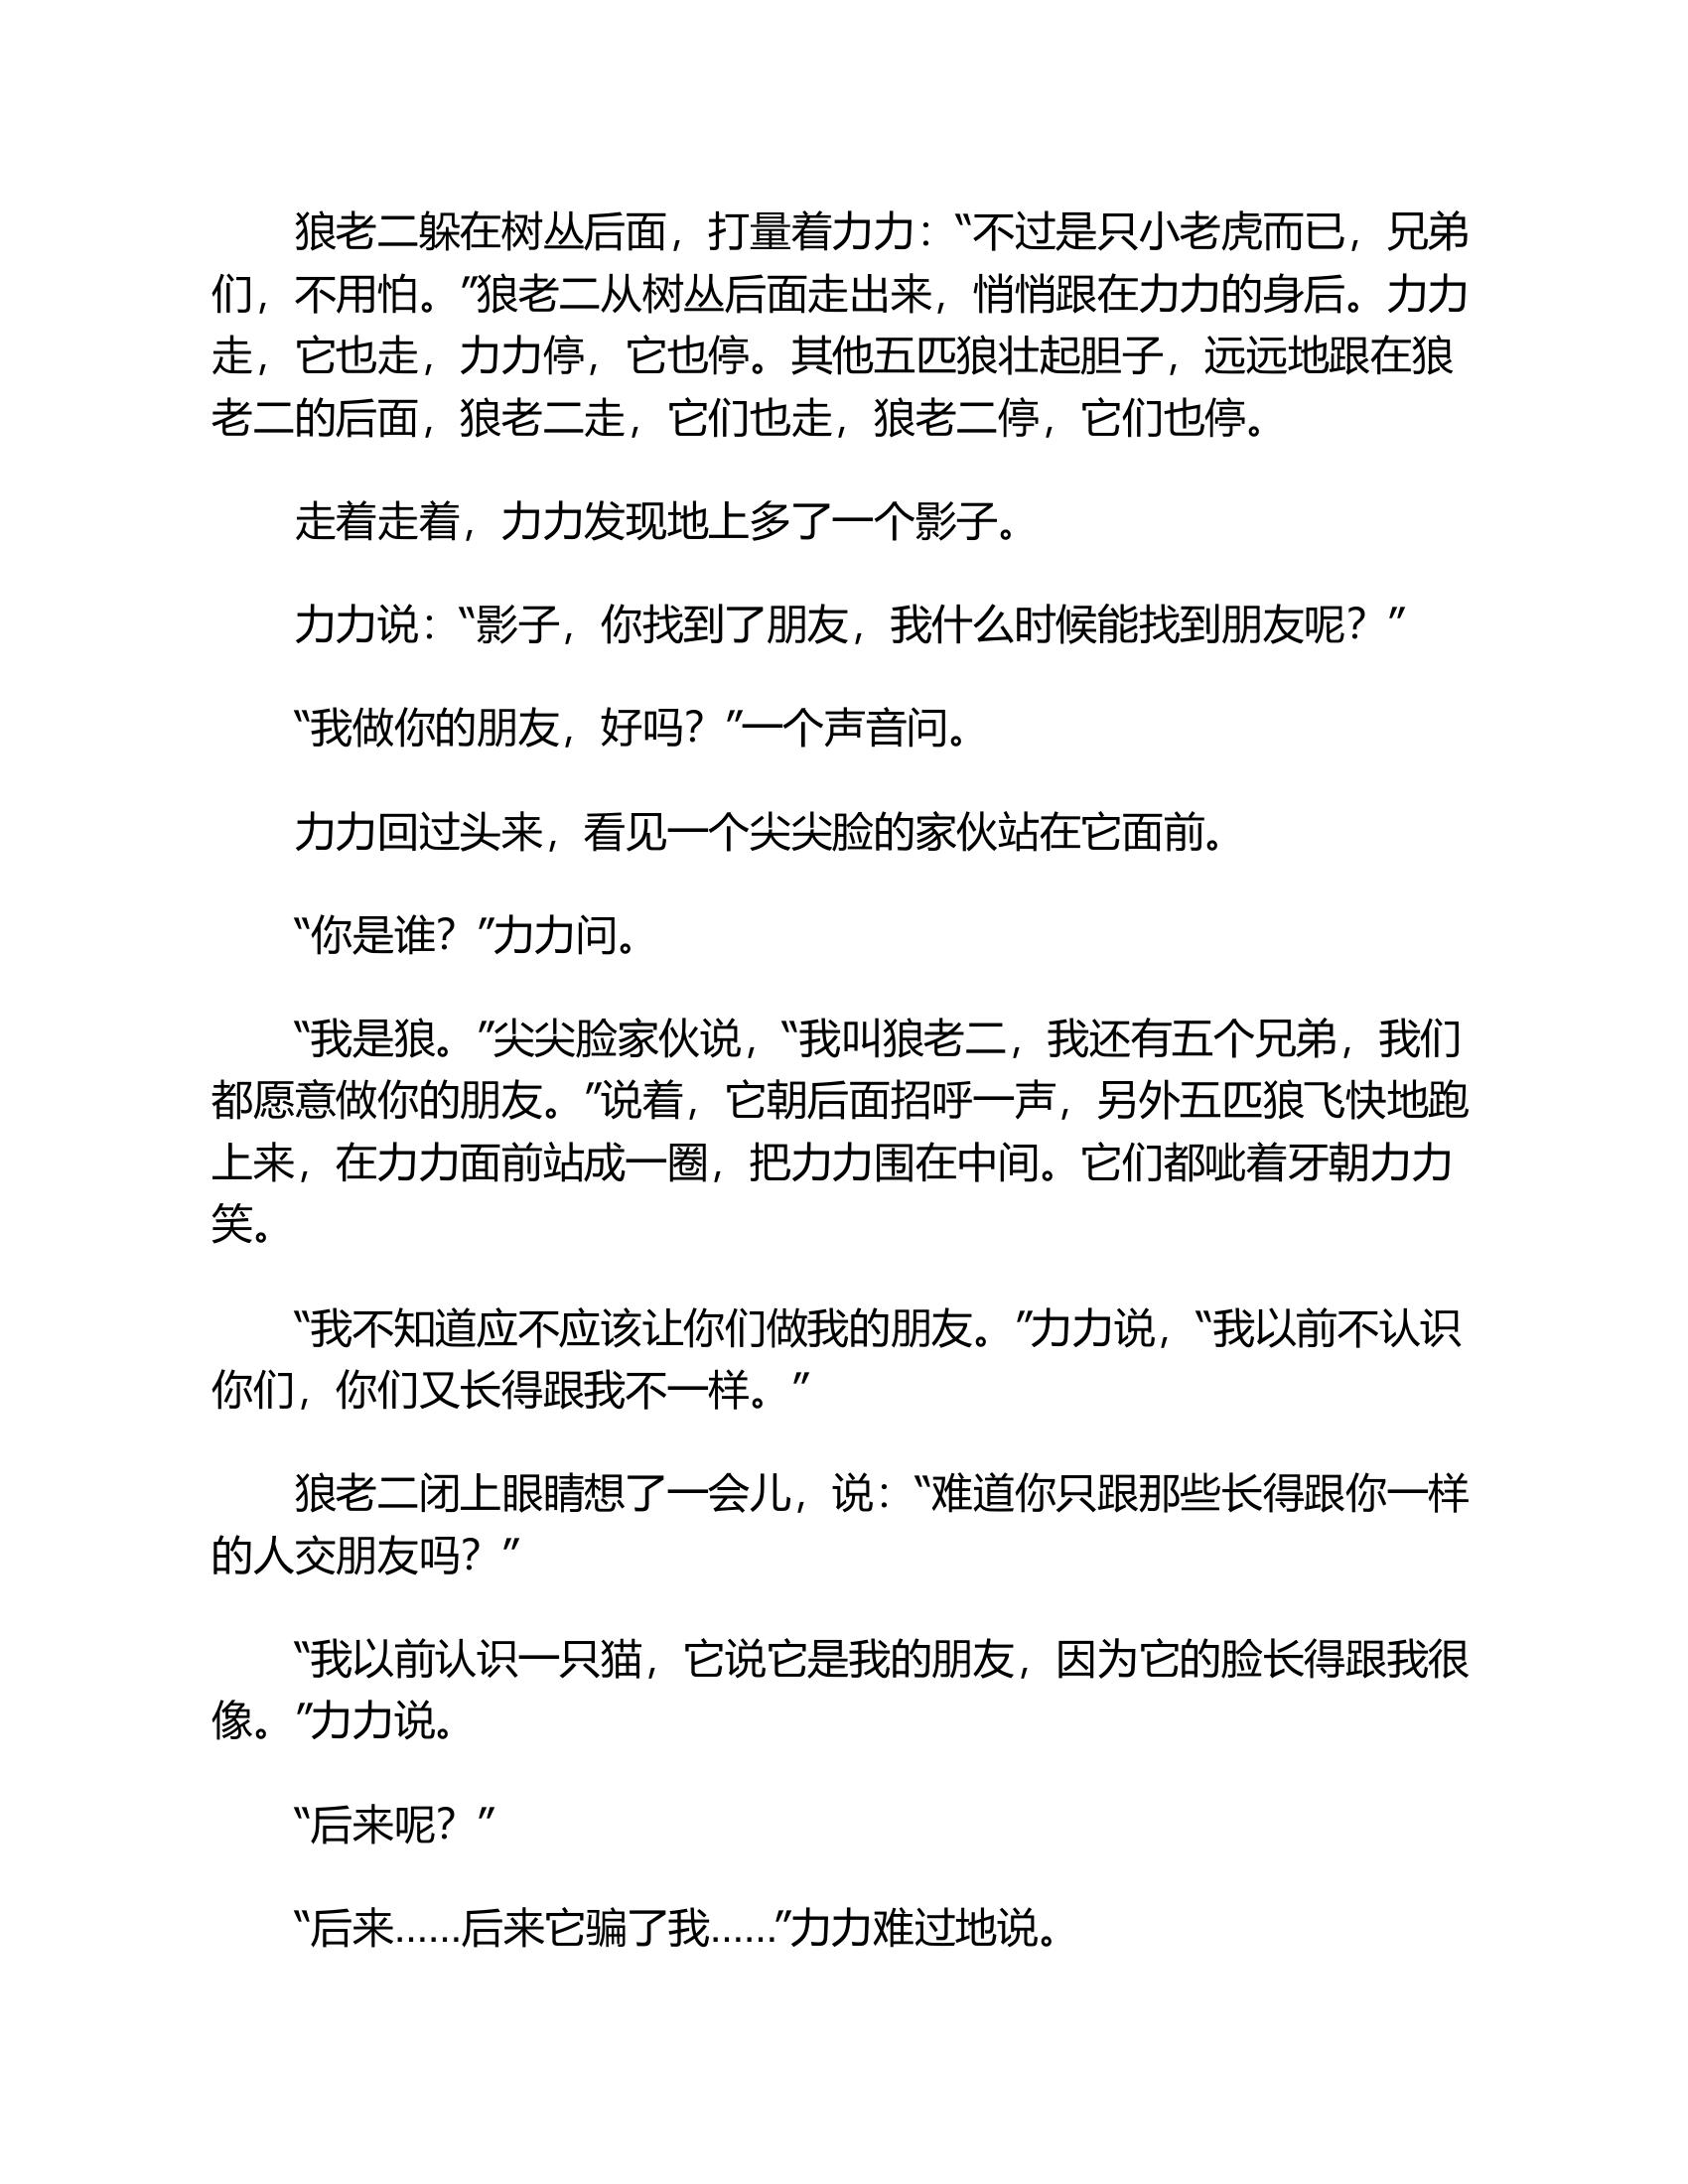 狼老二躲在树丛后面，打量着力力：“不过是只小老虎而已，兄弟
们，不用怕。”狼老二从树丛后面走出来，悄悄跟在力力的身后。力力
走，它也走，力力停，它也停。其他五匹狼壮起胆子，远远地跟在狼
老二的后面，狼老二走，它们也走，狼老二停，它们也停。
走着走着，力力发现地上多了一个影子。
力力说：“影子，你找到了朋友，我什么时候能找到朋友呢？”
“我做你的朋友，好吗？”一个声音问。
力力回过头来，看见一个尖尖脸的家伙站在它面前。
“你是谁？”力力问。
“我是狼。”尖尖脸家伙说，“我叫狼老二，我还有五个兄弟，我们
都愿意做你的朋友。”说着，它朝后面招呼一声，另外五匹狼飞快地跑
上来，在力力面前站成一圈，把力力围在中间。它们都呲着牙朝力力
笑。
“我不知道应不应该让你们做我的朋友。”力力说，“我以前不认识
你们，你们又长得跟我不一样。”
狼老二闭上眼睛想了一会儿，说：“难道你只跟那些长得跟你一样
的人交朋友吗？”
“我以前认识一只猫，它说它是我的朋友，因为它的脸长得跟我很
像。”力力说。
“后来呢？”
“后来……后来它骗了我……”力力难过地说。